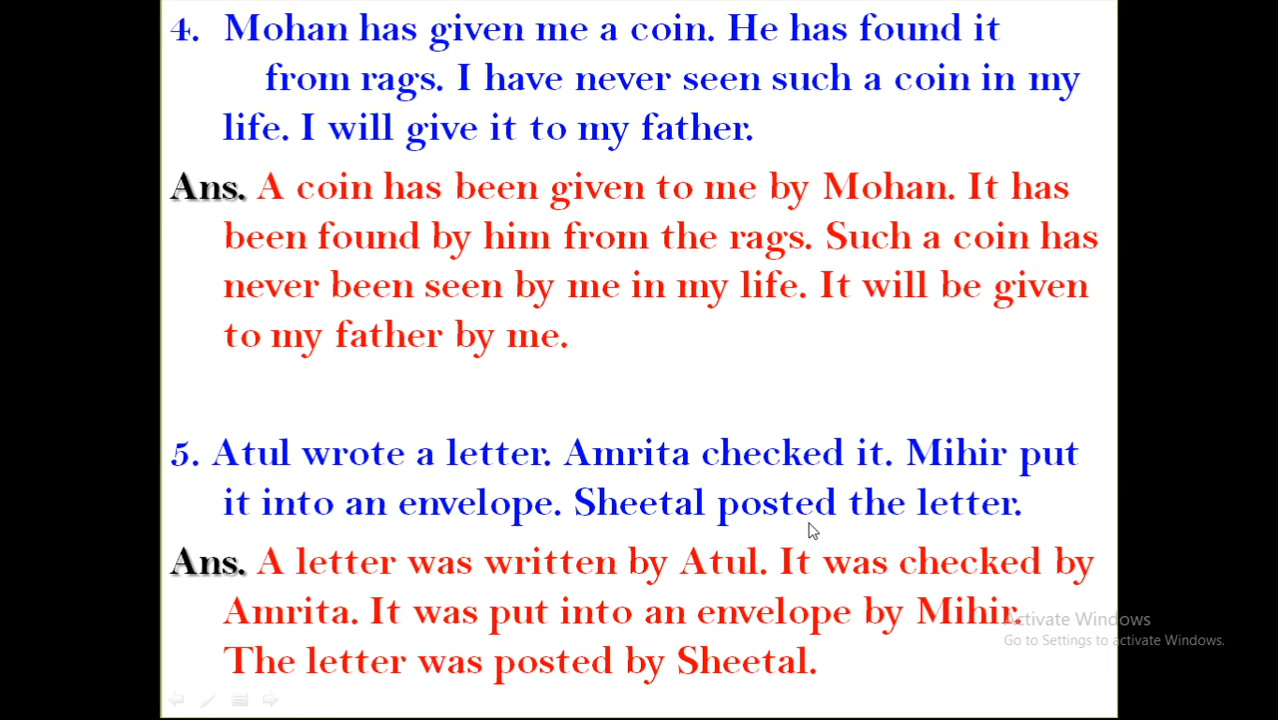 4. Mohan has given me a coin. He has found it
from rags. I have never seen such a coin in my
life. I will give it to my father.
Ans. A coin has been given to me by Mohan. It has
been found by him from the rags. Such a coin has
never been seen by me in my life. It will be given
to my father by me.
5. Atul wrote a letter. Amrita checked it. Mihir put
it into an envelope. Sheetal posted the letter.
Ans. A letter was written by Atul. It was checked by
Amrita. It was put into an envelope by Mihir.
The letter was posted by Sheetal.
Activate Windows
Go to Settings to activate Windows.